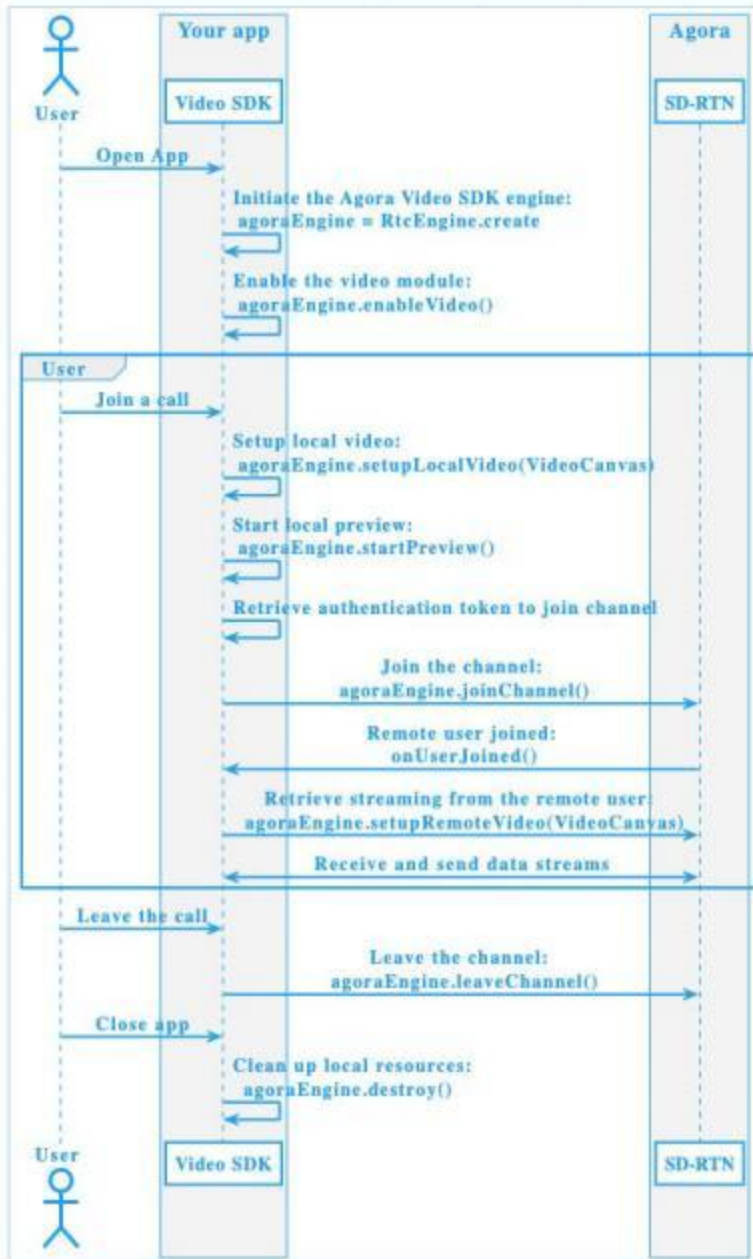 Your app
Agora
Video SDK
SD-RTN
User
Open App
Initiate the Agora Video SDK engine:
agoraEngine = RtcEngine.create
Enable the video module:
agoraEngine.enableVideo()
User
Join a call
Setup local video:
agoraEngine.setupLocalVideo(VideoCanvas)
Start local preview:
agoraEngine.startPreview()
Retrieve authentication token to join channel
Join the channel:
agoraEngine.joinChannel()
Remote user joined:
onUserJoined()
Retrieve streaming from the remote user:
agoraEngine.setupRemoteVideo(VideoCanvas)
Receive and send data streams
Leave the call
Leave the channel:
agoraEngine.leaveChannel()
Close app
Clean up local resources:
agoraEngine.destroy()
User
Video SDK
SD-RTN